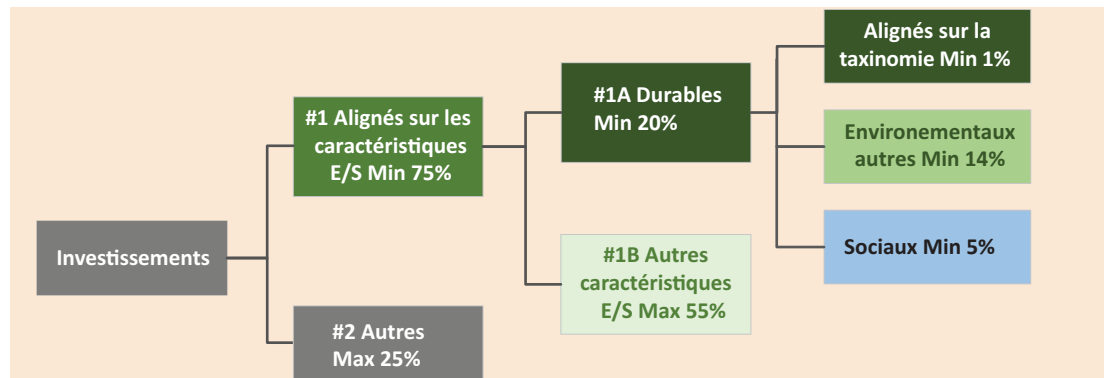 Investissements
#1 Alignés sur les
caractéristiques
E/S Min 75%
#2 Autres
Max 25%
#1A Durables
Min 20%
#1B Autres
caractéristiques
E/S Max 55%
Alignés sur la
taxinomie Min 1%
Environementaux
autres Min 14%
Sociaux Min 5%